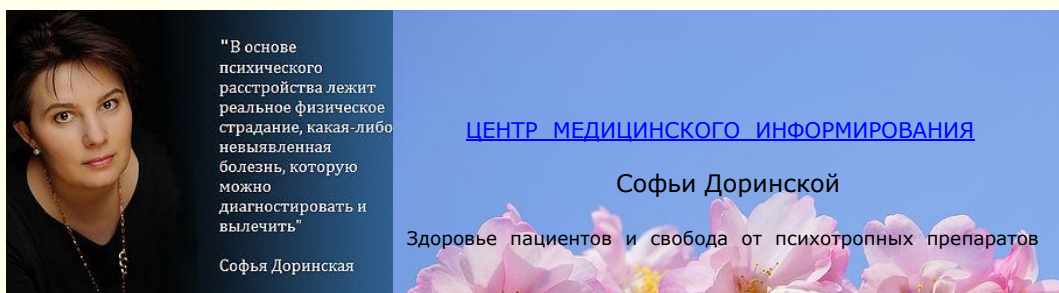 "В основе
психического
расстройства лежит
реальное физическое
страдание, какая-либо
невыявленная
болезнь, которую
можно
диагностировать и
вылечить"
Софья Доринская
ЦЕНТР МЕДИЦИНСКОГО ИНФОРМИРОВАНИЯ
Софьи Доринской
Здоровье пациентов и свобода от психотропных препаратов